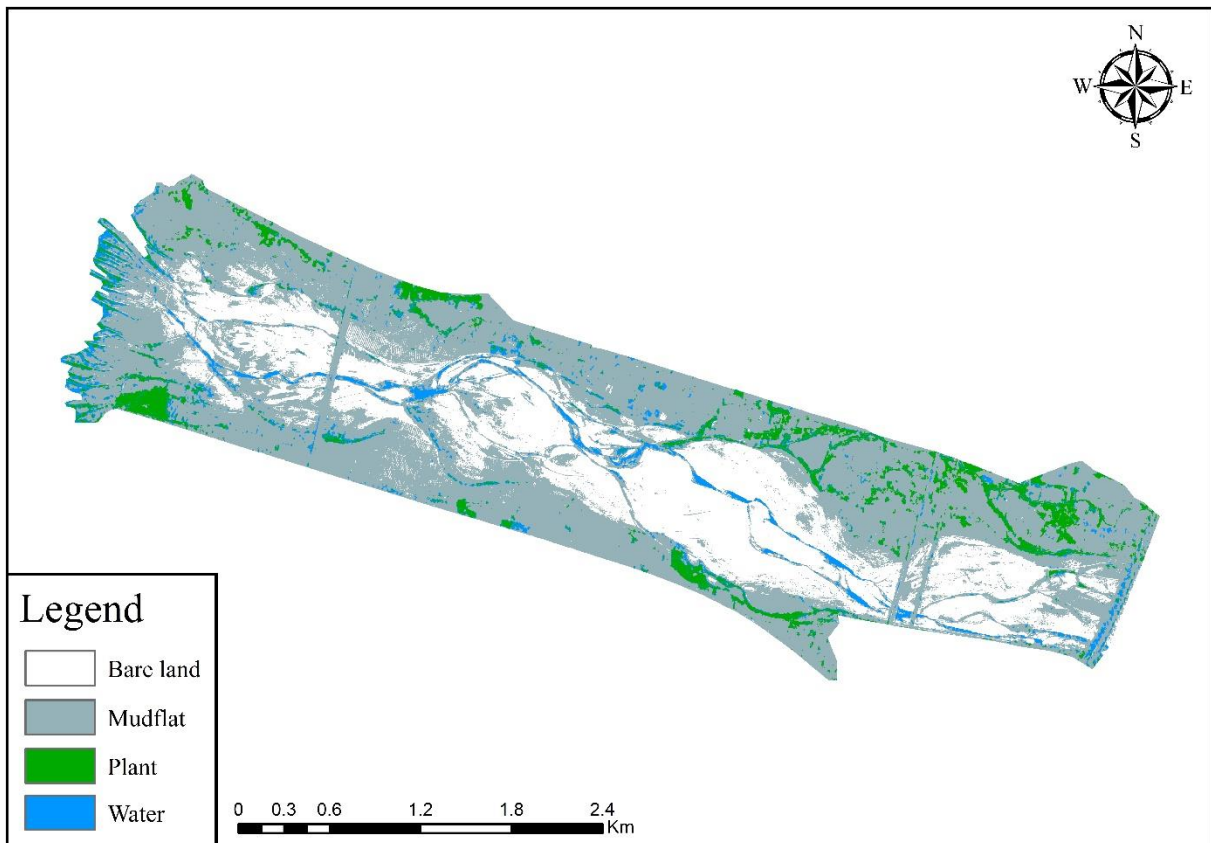 N
W E
S
Legend
Bare land
Mudflat
Plant
Water
0 0.3 0.6 1.2 1.8 2.4
Km